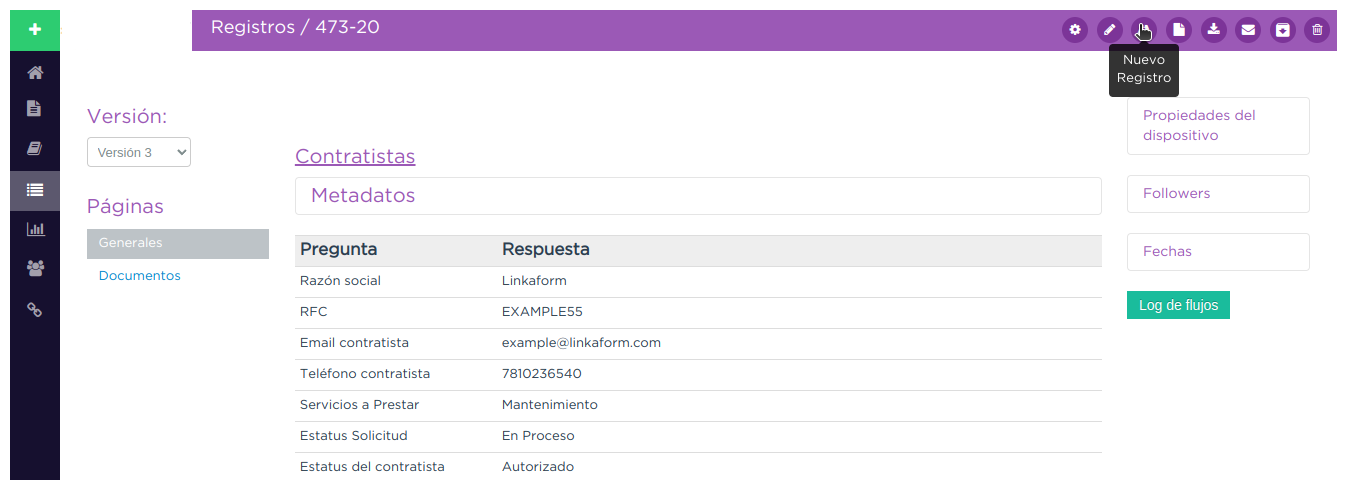 Registros / 473-20
Nuevo
Registro
Versión:
Versión 3
Páginas
Generales
Documentos
Contratistas
Metadatos
Pregunta Respuesta
Razón social Linkaform
RFC EXAMPLE55
Email contratista example@linkaform.com
Teléfono contratista 7810236540
Servicios a Prestar Mantenimiento
Estatus Solicitud En Proceso
Estatus del contratista Autorizado
Propiedades del
dispositivo
Followers
Fechas
Log de flujos